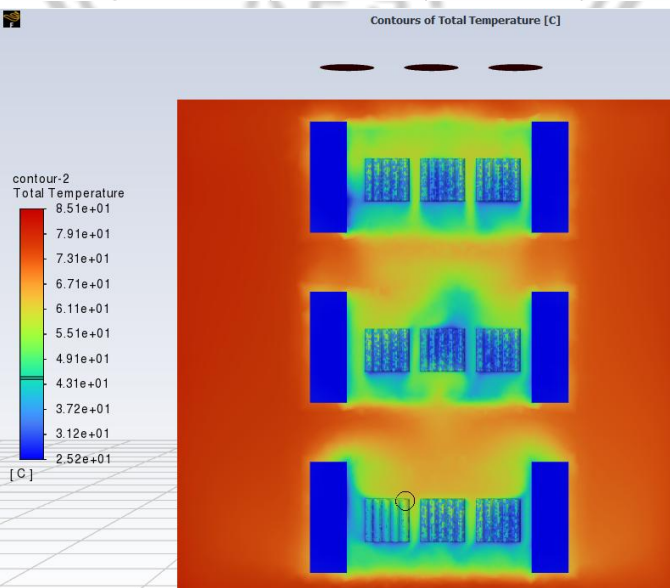 Contours of Total Temperature [C]
contour-2
Total Temperature
8.51e+01
7.91e+01
7.31e+01
6.71e+01
6.11e+01
5.51e+01
4.91e+01
4.31e+01
3.72e+01
3.12e+01
2.52e+01
[ C ]